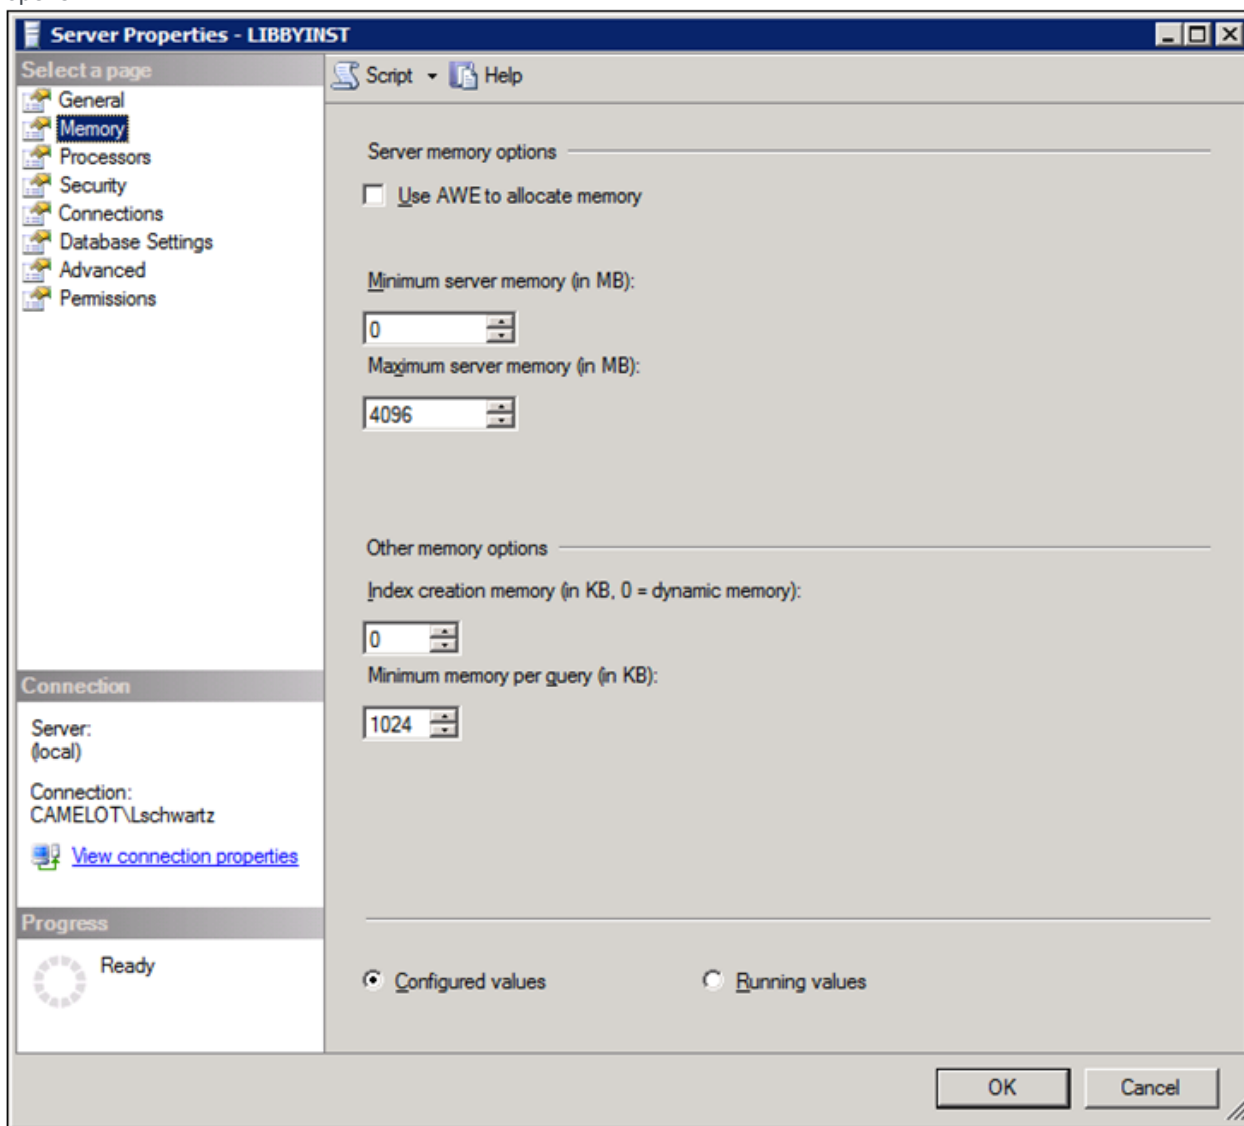 Server Properties - LIBBYINST
Select a page
General
Memory
Processors
Security
Connections
Database Settings
Advanced
Permissions
Script Help
Server memory options
Use AWE to allocate memory
Minimum server memory (in MB):
0
Maximum server memory (in MB):
4096
Other memory options
Index creation memory (in KB, 0 = dynamic memory):
0
Minimum memory per query (in KB):
1024
Connection
Server:
(local)
Connection:
CAMELOT\Lschwartz
View connection properties
Progress
Ready
Configured values Running values
OK Cancel